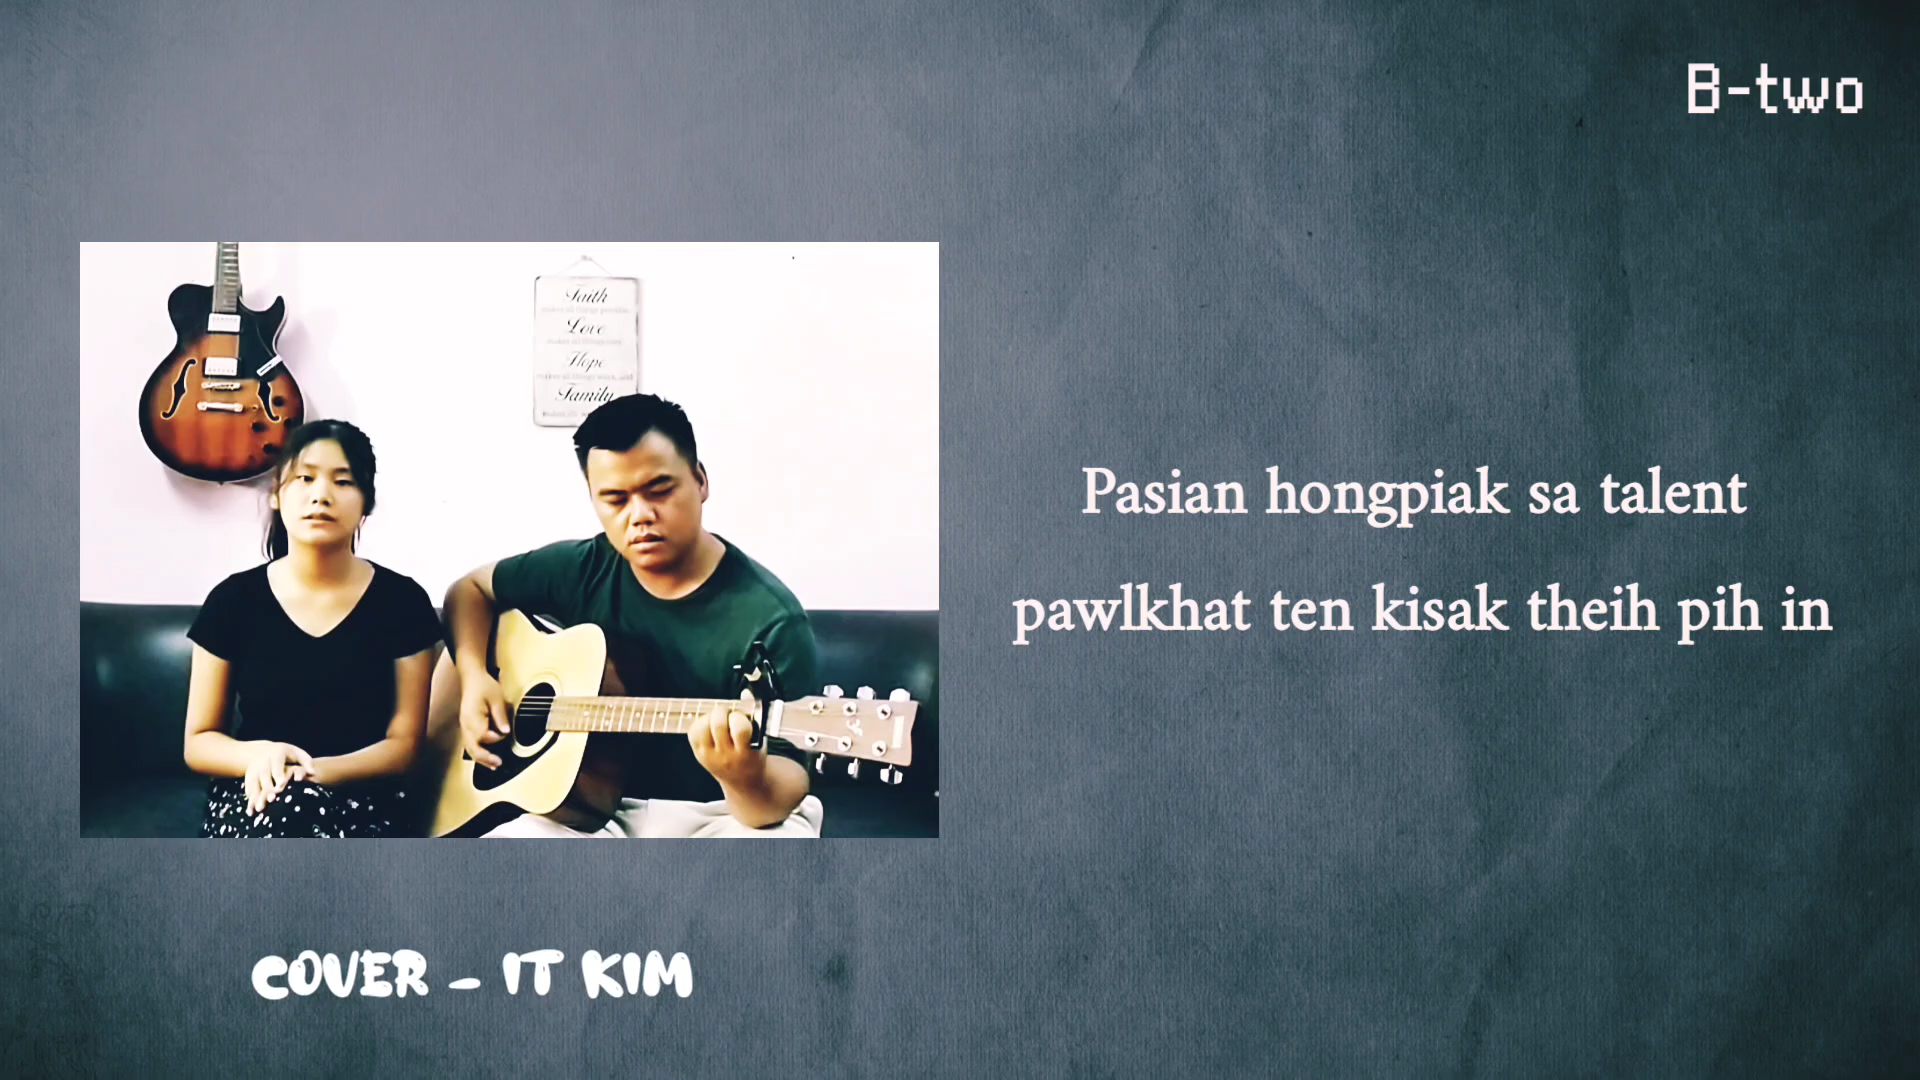 B-two
Faith
Love
Hope
Family
Pasian hongpiak sa talent
pawlkhat ten kisak theih pih in
COVER - IT KIM